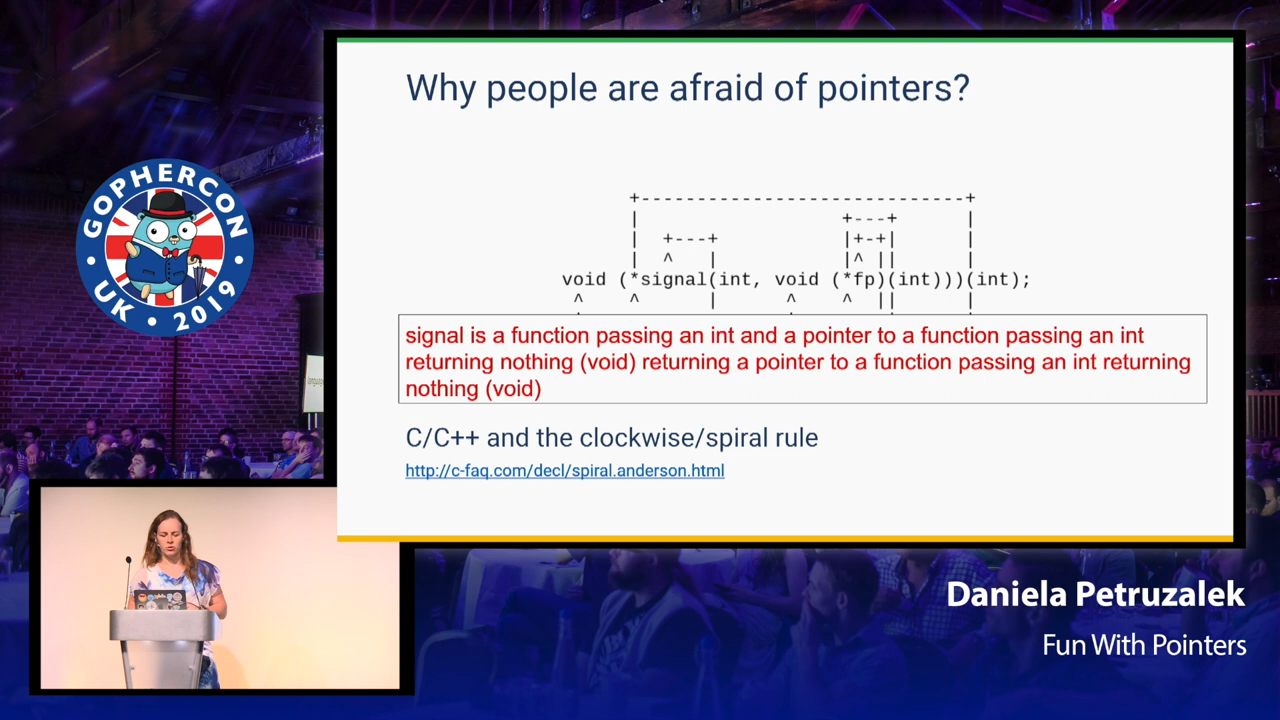 Why people are afraid of pointers?
+-----------------------------+
|                  +---+      |
|  +---+           |+-+|      |
|  ^   |           |^ ||      |
void (*signal(int, void (*fp)(int)))(int);
^    ^      |      ^    ^  ||      |
signal is a function passing an int and a pointer to a function passing an int
returning nothing (void) returning a pointer to a function passing an int returning
nothing (void)
C/C++ and the clockwise/spiral rule
http://c-faq.com/decl/spiral.anderson.html
GOPHERCON
UK • 2019
Daniela Petruzalek
Fun With Pointers